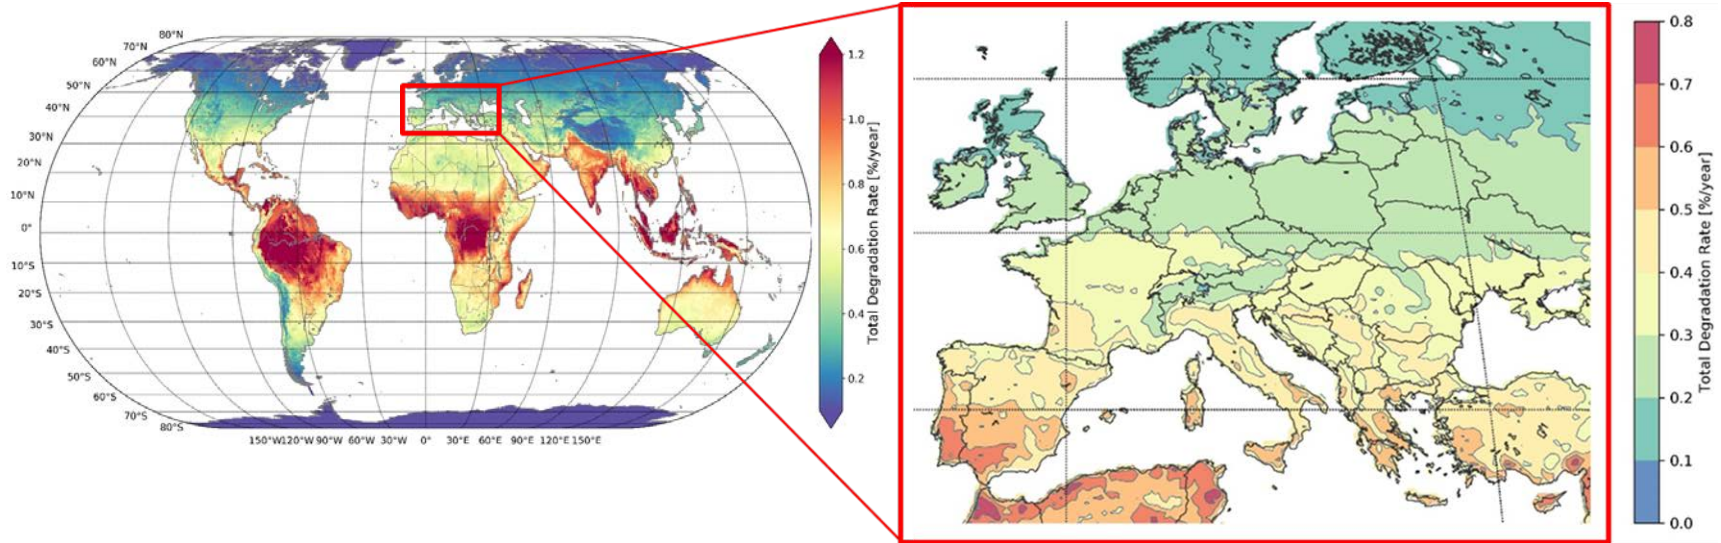 80°N
70°N
60°N
50°N
40°N
30°N
20°N
10°N
0°
10°S
20°S
30°S
40°S
50°S
60°S
70°S
80°S
150°W120°W 90°W 60°W 30°W 0° 30°E 60°E 90°E 120°E 150°E
1.2
1.0
0.8
0.6
0.4
0.2
Total Degradation Rate [%/year]
0.8
0.7
0.6
0.5
0.4
0.3
0.2
0.1
0.0
Total Degradation Rate [%/year]